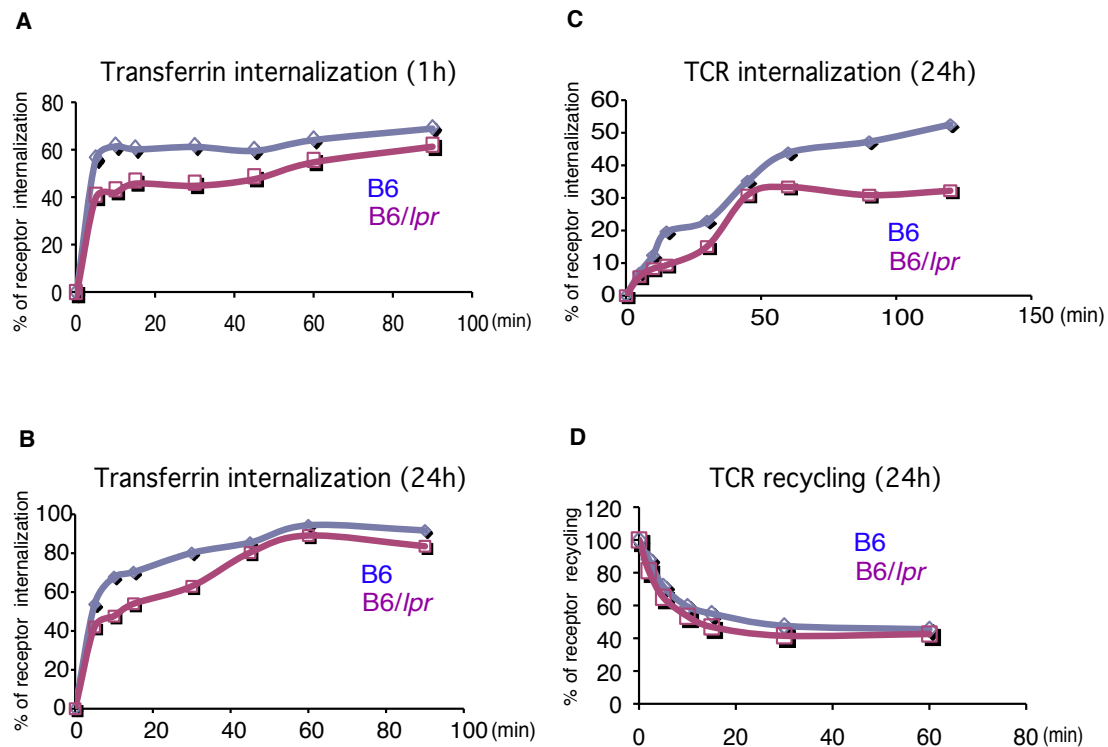 A
Transferrin internalization (1h)
% of receptor internalization
80
60
40
20
0
0 20 40 60 80 100 (min)
B6
B6/lpr
B
Transferrin internalization (24h)
% of receptor internalization
100
80
60
40
20
0
0 20 40 60 80 100 (min)
B6
B6/lpr
C
TCR internalization (24h)
% of receptor internalization
60
50
40
30
20
10
0
0 50 100 150 (min)
B6
B6/lpr
D
TCR recycling (24h)
% of receptor recycling
120
100
80
60
40
20
0
0 20 40 60 80 (min)
B6
B6/lpr